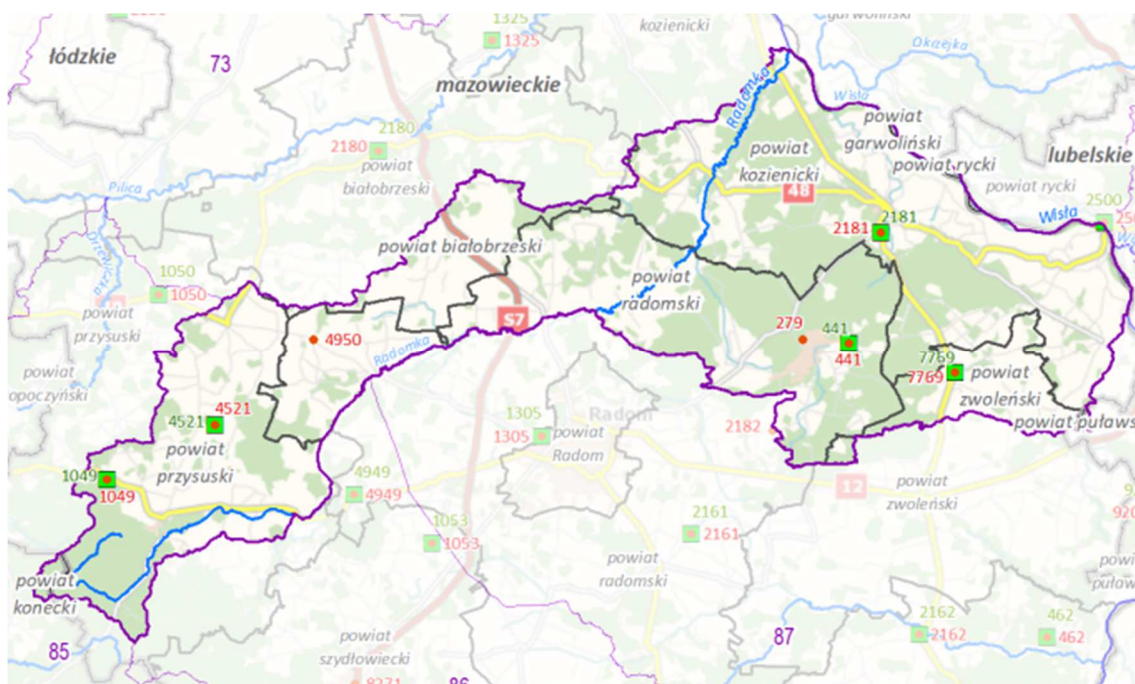 1325
1325
łódzkie
73
mazowieckie
powiat
kozienicki
garwoliński
Okrzejka
Radomka
Wisła
powiat
garwoliński
powiat rycki
lubelskie
powiat rycki
2180
2180
powiat
białobrzeski
powiat
kozienicki
48
Pilica
2500
Wisła
2181
2181
powiat białobrzeski
1050
1050
powiat
przysuski
powiat
radomski
S7
279
441
441
4950
Radomka
7769
7769
powiat
zwoleński
powiat
opoczyński
powiat puławs
4521
4521
1305
1305
Radom
powiat
Radom
2182
powiat
przysuski
1049
1049
4949
4949
12
powiat
zwoleński
1053
1053
2161
2161
powiat
radomski
powiat
konecki
85
powiat
szydłowiecki
87
2162
2162
462
462
8271
86